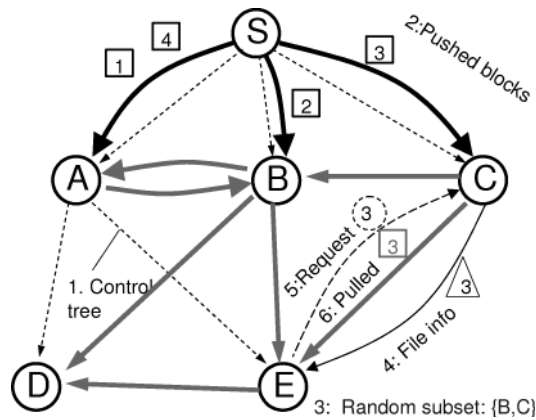 S
4
1
3
2:Pushed blocks
2
A
B
C
3
5:Request
3
6: Pulled
3
1. Control
tree
4: File info
D
E
3: Random subset: {B,C}